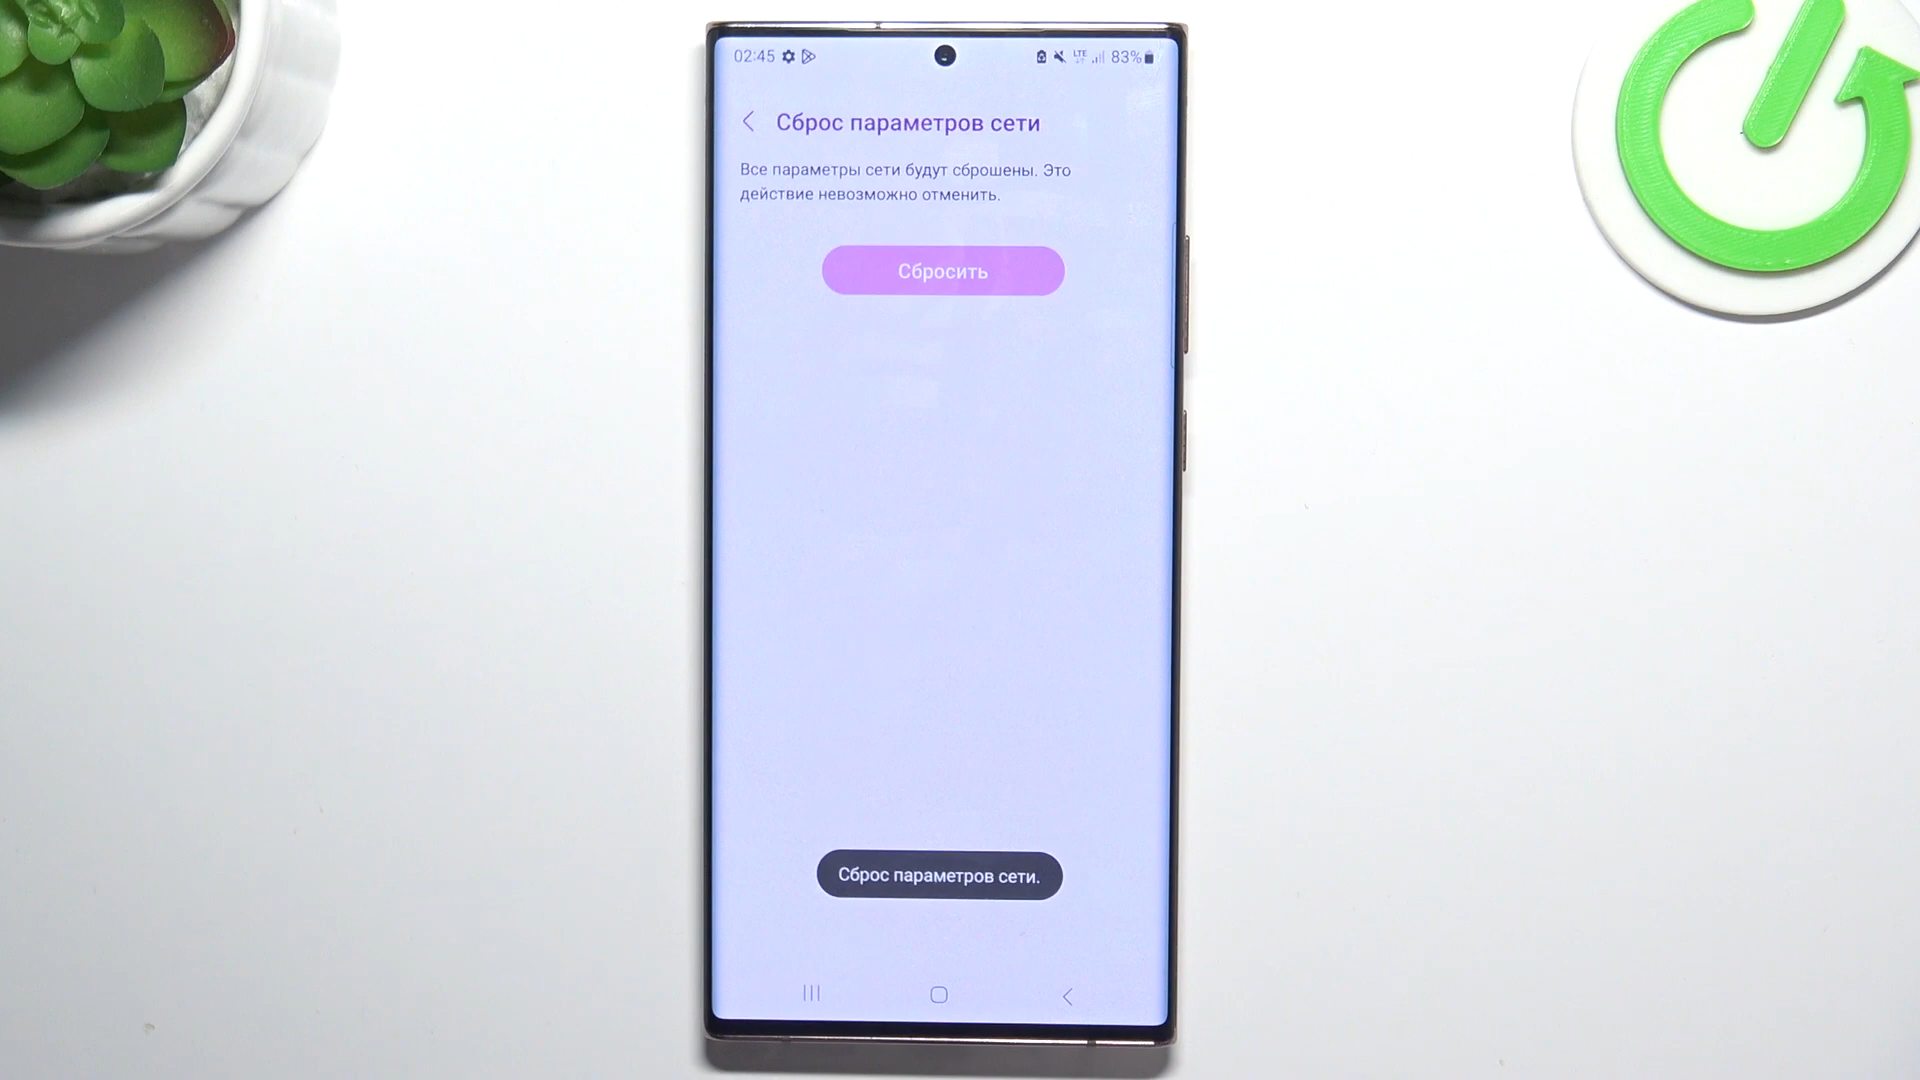 02:45
LTE
83%
Сброс параметров сети
Все параметры сети будут сброшены. Это
действие невозможно отменить.
Сбросить
Сброс параметров сети.